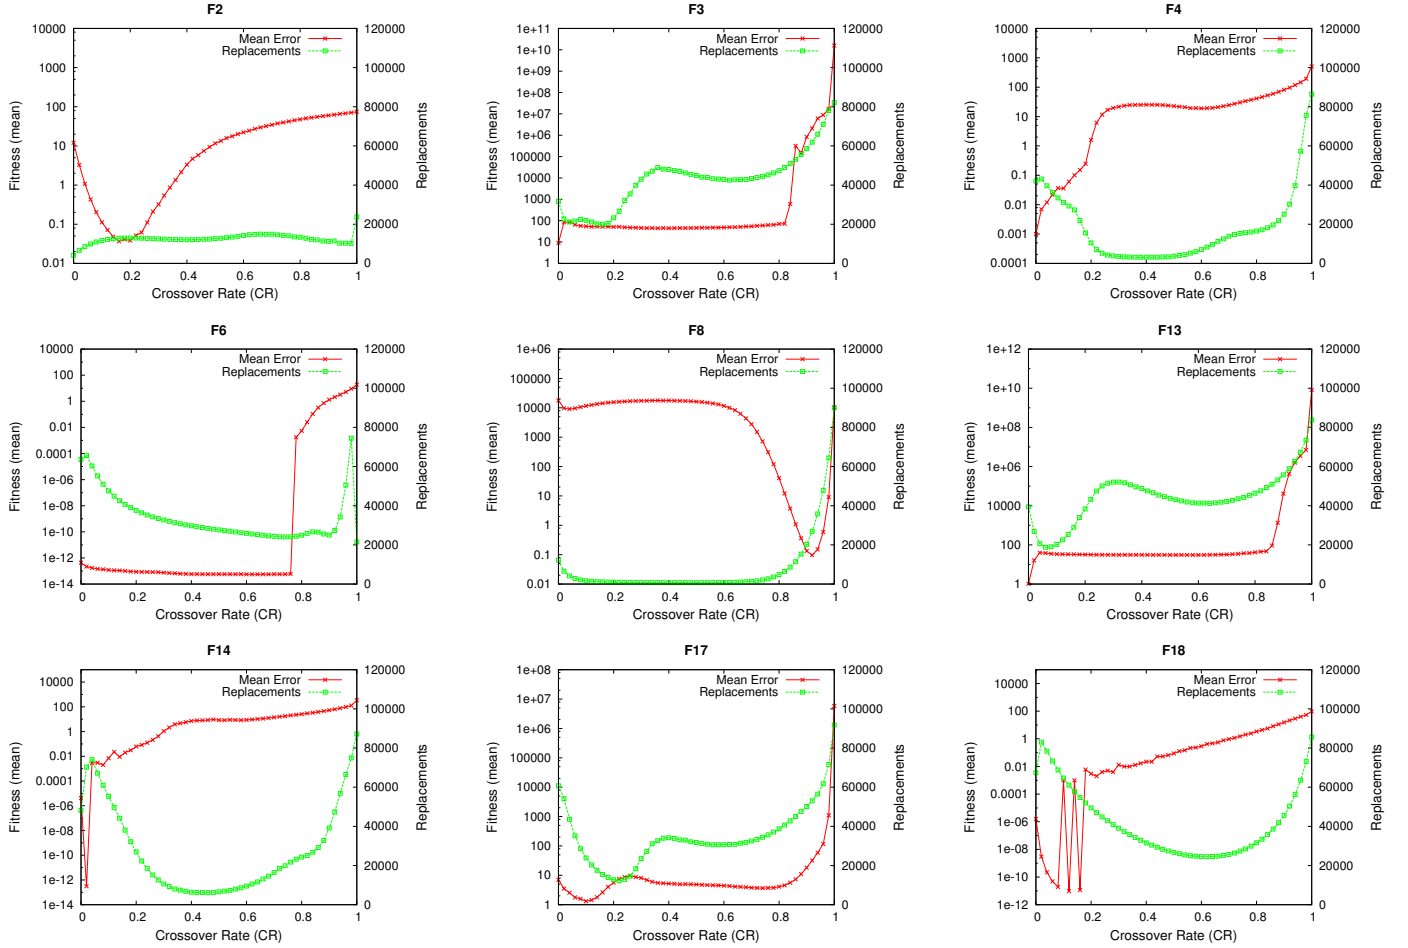 F2
Mean Error
Replacements
Fitness (mean)
10000
1000
100
10
1
0.1
0.01
120000
100000
80000
60000
40000
20000
0
Replacements
0 0.2 0.4 0.6 0.8 1
Crossover Rate (CR)
F3
Mean Error
Replacements
Fitness (mean)
1e+11
1e+10
1e+09
1e+08
1e+07
1e+06
100000
10000
1000
100
10
1
120000
100000
80000
60000
40000
20000
0
Replacements
0 0.2 0.4 0.6 0.8 1
Crossover Rate (CR)
F4
Mean Error
Replacements
Fitness (mean)
10000
1000
100
10
1
0.1
0.01
0.001
0.0001
120000
100000
80000
60000
40000
20000
0
Replacements
0 0.2 0.4 0.6 0.8 1
Crossover Rate (CR)
F6
Mean Error
Replacements
Fitness (mean)
10000
100
1
0.01
0.0001
1e-06
1e-08
1e-10
1e-12
1e-14
120000
100000
80000
60000
40000
20000
0
Replacements
0 0.2 0.4 0.6 0.8 1
Crossover Rate (CR)
F8
Mean Error
Replacements
Fitness (mean)
1e+06
100000
10000
1000
100
10
1
0.1
0.01
120000
100000
80000
60000
40000
20000
0
Replacements
0 0.2 0.4 0.6 0.8 1
Crossover Rate (CR)
F13
Mean Error
Replacements
Fitness (mean)
1e+12
1e+10
1e+08
1e+06
10000
100
1
120000
100000
80000
60000
40000
20000
0
Replacements
0 0.2 0.4 0.6 0.8 1
Crossover Rate (CR)
F14
Mean Error
Replacements
Fitness (mean)
10000
100
1
0.01
0.0001
1e-06
1e-08
1e-10
1e-12
1e-14
120000
100000
80000
60000
40000
20000
0
Replacements
0 0.2 0.4 0.6 0.8 1
Crossover Rate (CR)
F17
Mean Error
Replacements
Fitness (mean)
1e+08
1e+07
1e+06
100000
10000
1000
100
10
1
120000
100000
80000
60000
40000
20000
0
Replacements
0 0.2 0.4 0.6 0.8 1
Crossover Rate (CR)
F18
Mean Error
Replacements
Fitness (mean)
10000
100
1
0.01
0.0001
1e-06
1e-08
1e-10
1e-12
120000
100000
80000
60000
40000
20000
0
Replacements
0 0.2 0.4 0.6 0.8 1
Crossover Rate (CR)